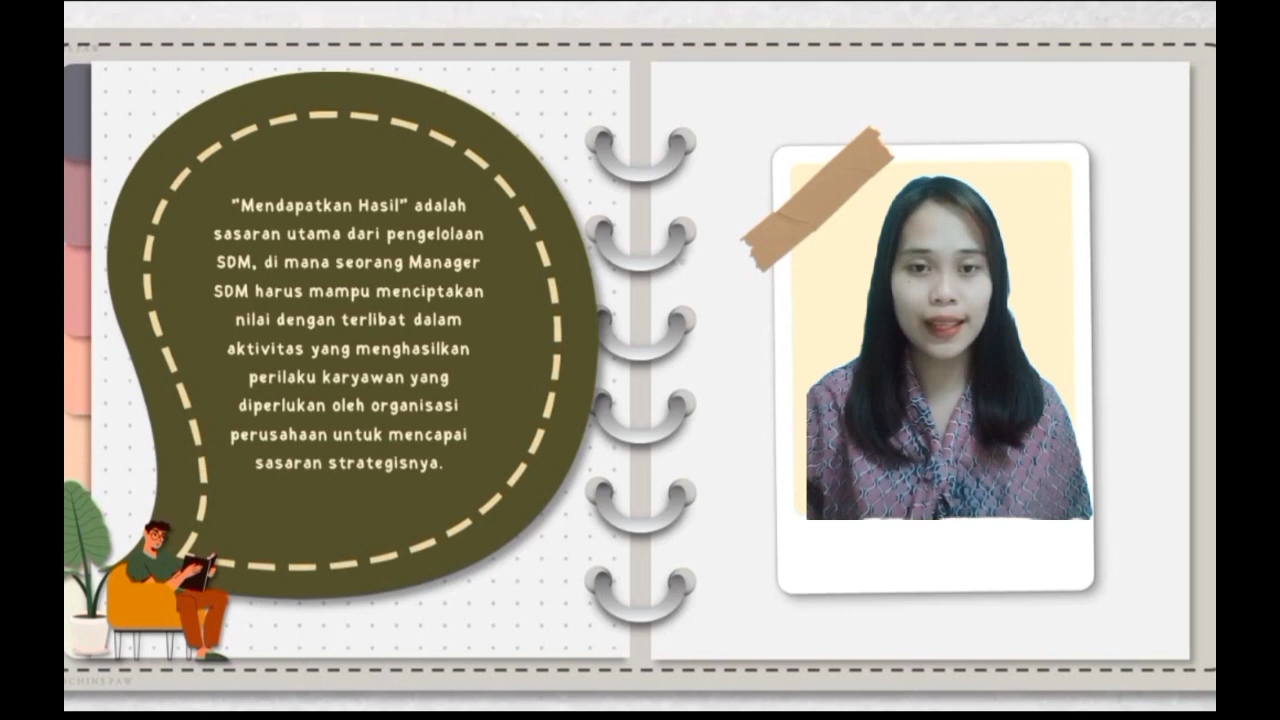 "Mendapatkan Hasil" adalah
sasaran utama dari pengelolaan
SDM, di mana seorang Manager
SDM harus mampu menciptakan
nilai dengan terlibat dalam
aktivitas yang menghasilkan
perilaku karyawan yang
diperlukan oleh organisasi
perusahaan untuk mencapai
sasaran strategisnya.